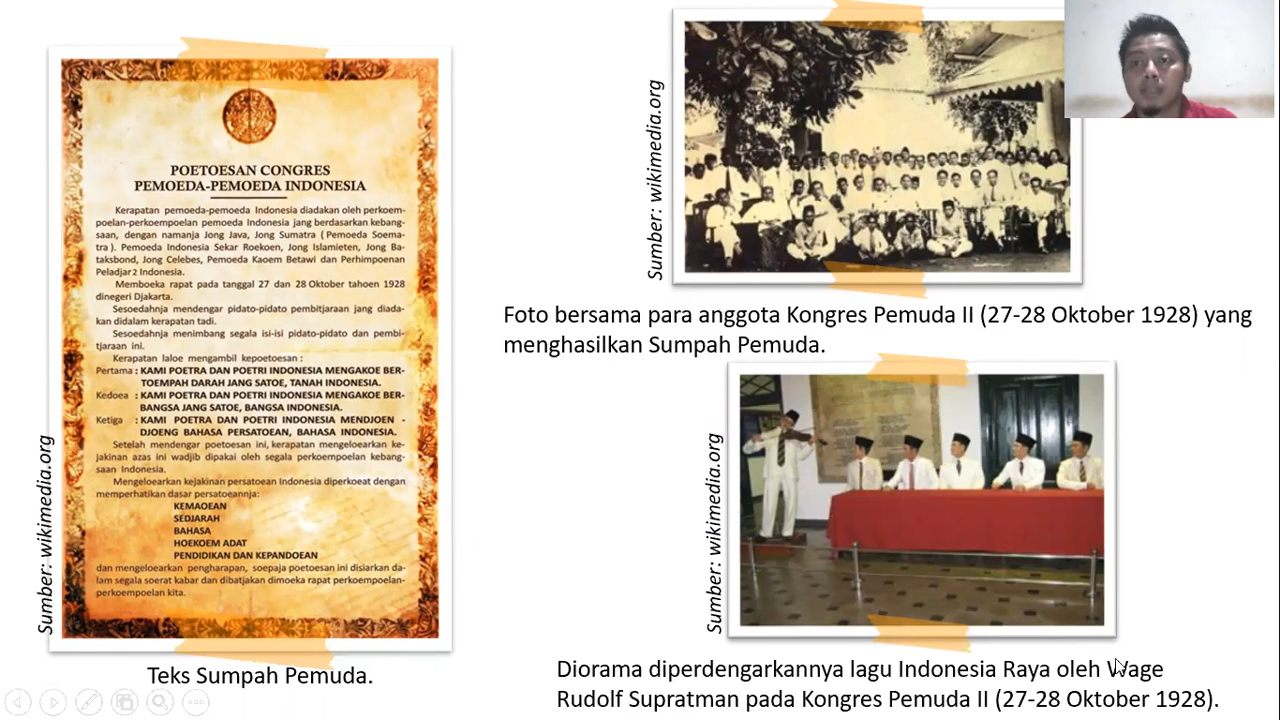 Sumber: wikimedia.org
POETOESAN CONGRES
PEMOEDA-PEMOEDA INDONESIA
Kerapatan pemoeda-pemoeda Indonesia diadakan oleh perkoem-
poelan-perkoempoelan pemoeda Indonesia jang berdasarkan kebang-
saan, dengan namanja Jong Java, Jong Sumatra (Pemoeda Soema-
tra). Pemoeda Indonesia Sekar Roekoen, Jong Islamieten, Jong Ba-
taksbond, Jong Celebes, Pemoeda Kaoem Betawi dan Perhimpoenan
Peladjar2 Indonesia.
Memboeka rapat pada tanggal 27 dan 28 Oktober tahoen 1928
dinegeri Djakarta.
Sesoedahnja mendengar pidato-pidato pembitjaraan jang diada-
kan didalam kerapatan tadi.
Sesoedahnja menimbang segala isi-isi pidato-pidato dan pembi-
tjaraan ini.
Kerapatan laloe mengambil kepoetoesan :
Pertama : KAMI POETRA DAN POETRI INDONESIA MENGAKOE BER-
TOEMPAH DARAH JANG SATOE, TANAH INDONESIA.
Kedoea : KAMI POETRA DAN POETRI INDONESIA MENGAKOE BER-
BANGSA JANG SATOE, BANGSA INDONESIA.
Ketiga : KAMI POETRA DAN POETRI INDONESIA MENDJOEN -
DJOENG BAHASA PERSATOEAN, BAHASA INDONESIA.
Setelah mendengar poetoesan ini, kerapatan mengeloearkan ke-
jakinan azas ini wadjib dipakai oleh segala perkoempoelan kebang-
saan Indonesia.
Mengeloearkan kejakinan persatoean Indonesia diperkoeat dengan
memperhatikan dasar persatoeannja:
KEMAOEAN
SEDJARAH
BAHASA
HOEKOEM ADAT
PENDIDIKAN DAN KEPANDOEAN
dan mengeloearkan pengharapan, soepaja poetoesan ini disiarkan da-
lam segala soerat kabar dan dibatjakan dimoeka rapat perkoempoelan-
perkoempoelan kita.
Teks Sumpah Pemuda.
Sumber: wikimedia.org
Foto bersama para anggota Kongres Pemuda II (27-28 Oktober 1928) yang
menghasilkan Sumpah Pemuda.
Sumber: wikimedia.org
Diorama diperdengarkannya lagu Indonesia Raya oleh Wage
Rudolf Supratman pada Kongres Pemuda II (27-28 Oktober 1928).